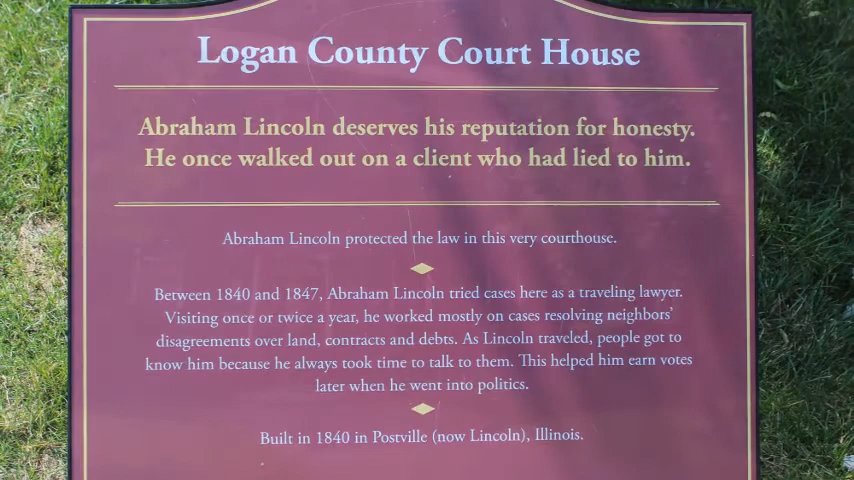 Logan County Court House
Abraham Lincoln deserves his reputation for honesty.
He once walked out on a client who had lied to him.
Abraham Lincoln protected the law in this very courthouse.
Between 1840 and 1847, Abraham Lincoln tried cases here as a traveling lawyer.
Visiting once or twice a year, he worked mostly on cases resolving neighbors’
disagreements over land, contracts and debts. As Lincoln traveled, people got to
know him because he always took time to talk to them. This helped him earn votes
later when he went into politics.
Built in 1840 in Postville (now Lincoln), Illinois.